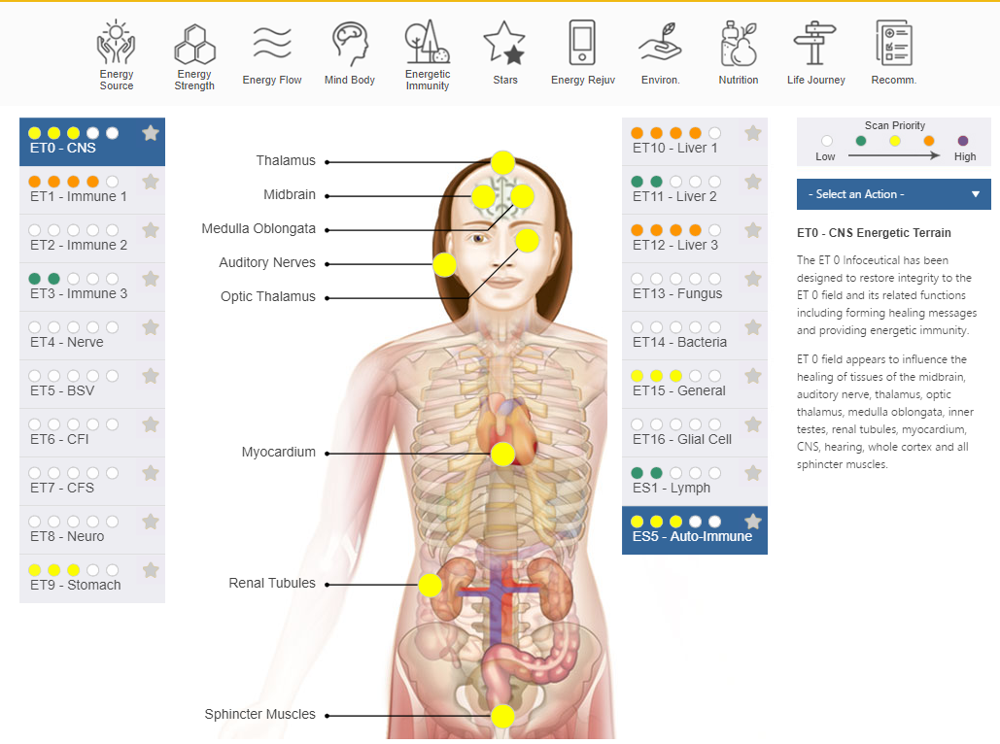 Energy
Source
Energy
Strength
Energy Flow
Mind Body
Energetic
Immunity
Stars
Energy Rejuv
Environ.
Nutrition
Life Journey
Recomm.
ET0 - CNS
ET1 - Immune 1
ET2 - Immune 2
ET3 - Immune 3
ET4 - Nerve
ET5 - BSV
ET6 - CFI
ET7 - CFS
ET8 - Neuro
ET9 - Stomach
Thalamus
Midbrain
Medulla Oblongata
Auditory Nerves
Optic Thalamus
Myocardium
Renal Tubules
Sphincter Muscles
ET10 - Liver 1
ET11 - Liver 2
ET12 - Liver 3
ET13 - Fungus
ET14 - Bacteria
ET15 - General
ET16 - Glial Cell
ES1 - Lymph
ES5 - Auto-Immune
Scan Priority
Low High
- Select an Action -
ET0 - CNS Energetic Terrain
The ET 0 Infoceutical has been
designed to restore integrity to the
ET 0 field and its related functions
including forming healing messages
and providing energetic immunity.
ET 0 field appears to influence the
healing of tissues of the midbrain,
auditory nerve, thalamus, optic
thalamus, medulla oblongata, inner
testes, renal tubules, myocardium,
CNS, hearing, whole cortex and all
sphincter muscles.